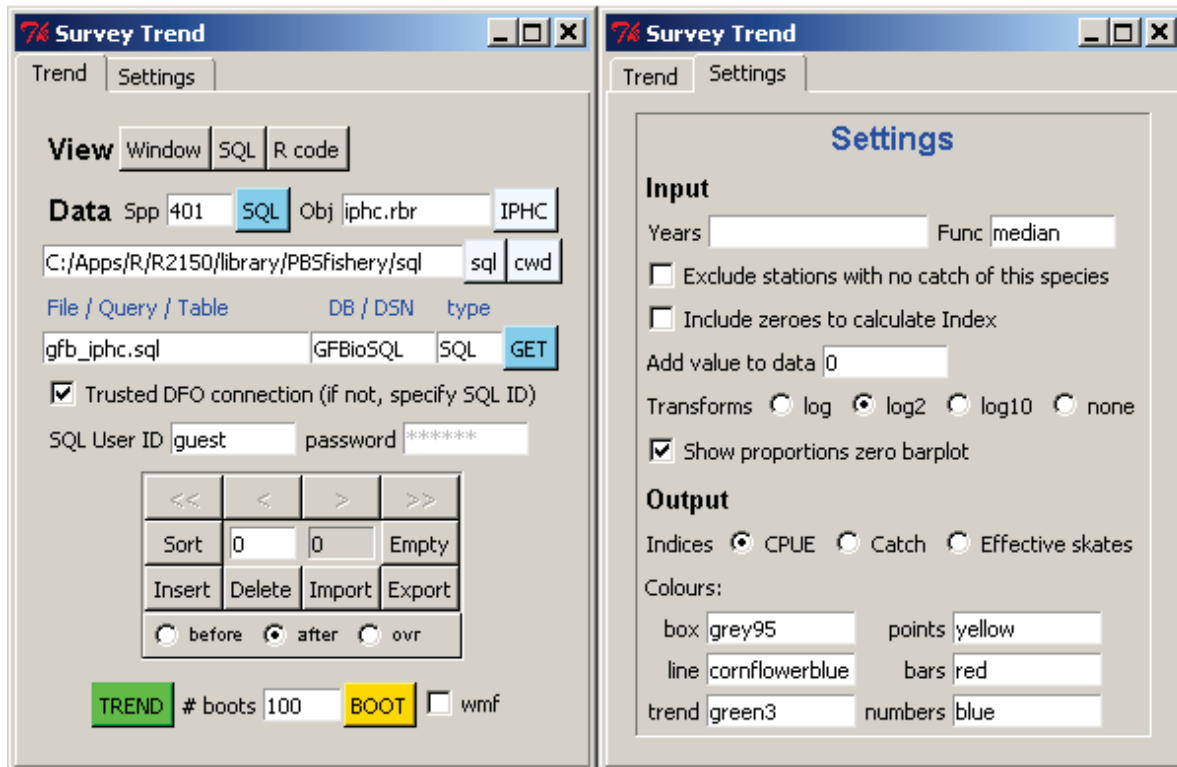 Survey Trend
Trend Settings
View Window SQL R code
Data Spp 401 SQL Obj iphc.rbr IPHC
C:/Apps/R/R2150/library/PBSfishery/sql sql cwd
File / Query / Table DB / DSN type
gfb_iphc.sql GFBioSQL SQL GET
Trusted DFO connection (if not, specify SQL ID)
SQL User ID guest password ******
<< < > >>
Sort 0 0 Empty
Insert Delete Import Export
before after ovr
TREND # boots 100 BOOT wmf
Survey Trend
Trend Settings
Settings
Input
Years Func median
Exclude stations with no catch of this species
Include zeroes to calculate Index
Add value to data 0
Transforms log log2 log10 none
Show proportions zero barplot
Output
Indices CPUE Catch Effective skates
Colours:
box grey95 points yellow
line cornflowerblue bars red
trend green3 numbers blue